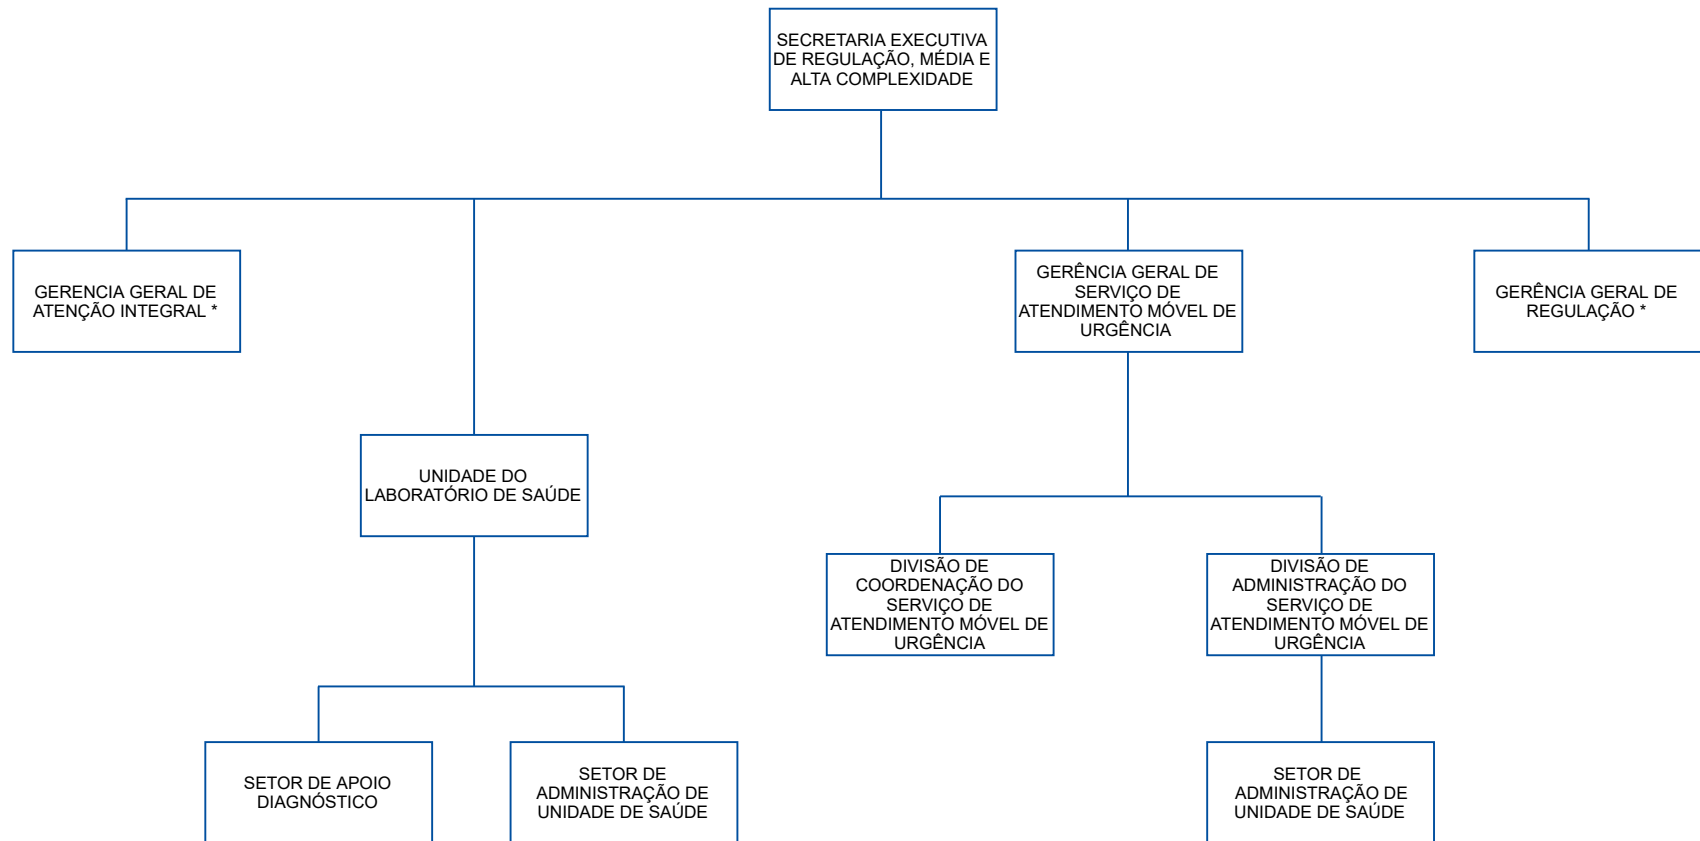 SECRETARIA EXECUTIVA
DE REGULAÇÃO, MÉDIA E
ALTA COMPLEXIDADE
GERENCIA GERAL DE
ATENÇÃO INTEGRAL *
GERÊNCIA GERAL DE
SERVIÇO DE
ATENDIMENTO MÓVEL DE
URGÊNCIA
GERÊNCIA GERAL DE
REGULAÇÃO *
UNIDADE DO
LABORATÓRIO DE SAÚDE
DIVISÃO DE
COORDENAÇÃO DO
SERVIÇO DE
ATENDIMENTO MÓVEL DE
URGÊNCIA
DIVISÃO DE
ADMINISTRAÇÃO DO
SERVIÇO DE
ATENDIMENTO MÓVEL DE
URGÊNCIA
SETOR DE APOIO
DIAGNÓSTICO
SETOR DE
ADMINISTRAÇÃO DE
UNIDADE DE SAÚDE
SETOR DE
ADMINISTRAÇÃO DE
UNIDADE DE SAÚDE